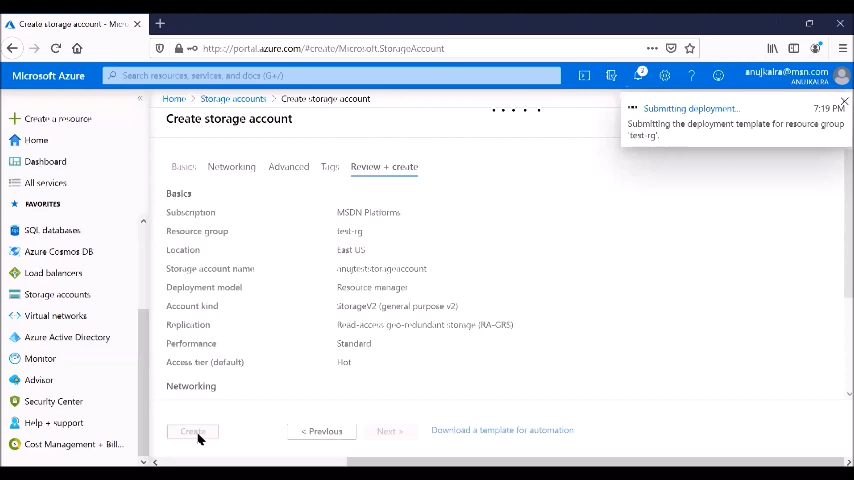 Create storage account - Micros
http://portal.azure.com/#create/Microsoft.StorageAccount
Microsoft Azure
Search resources, services, and docs (G+/)
2
anujkalra@msn.com
ANUJKALRA
Home > Storage accounts > Create storage account
Create storage account
Submitting deployment...
7:19 PM
Submitting the deployment template for resource group
'test-rg'.
Create a resource
Home
Dashboard
All services
FAVORITES
SQL databases
Azure Cosmos DB
Load balancers
Storage accounts
Virtual networks
Azure Active Directory
Monitor
Advisor
Security Center
Help + support
Cost Management + Bill...
Basics Networking Advanced Tags Review + create
Basics
Subscription MSDN Platforms
Resource group test-rg
Location East US
Storage account name anujteststorageaccount
Deployment model Resource manager
Account kind StorageV2 (general purpose v2)
Replication Read-access geo-redundant storage (RA-GRS)
Performance Standard
Access tier (default) Hot
Networking
Create
< Previous
Next >
Download a template for automation